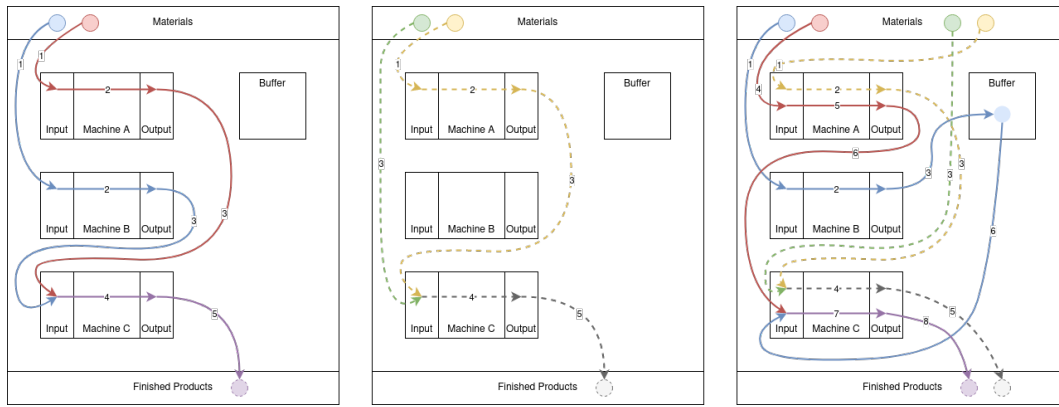 Materials
1
1
2
Buffer
Input
Machine A
Output
2
3
3
Input
Machine B
Output
4
5
Input
Machine C
Output
Finished Products
Materials
1
2
Buffer
Input
Machine A
Output
3
3
Input
Machine B
Output
4
5
Input
Machine C
Output
Finished Products
Materials
1
1
4
2
5
Buffer
Input
Machine A
Output
6
3
3
3
2
Input
Machine B
Output
6
4
5
7
8
Input
Machine C
Output
Finished Products